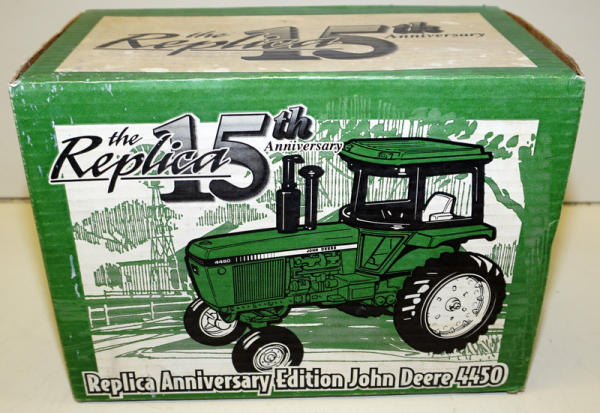 the 15th
Replica Anniversary
the 15th
Replica Anniversary
4450
JOHN DEERE
Replica Anniversary Edition John Deere 4450